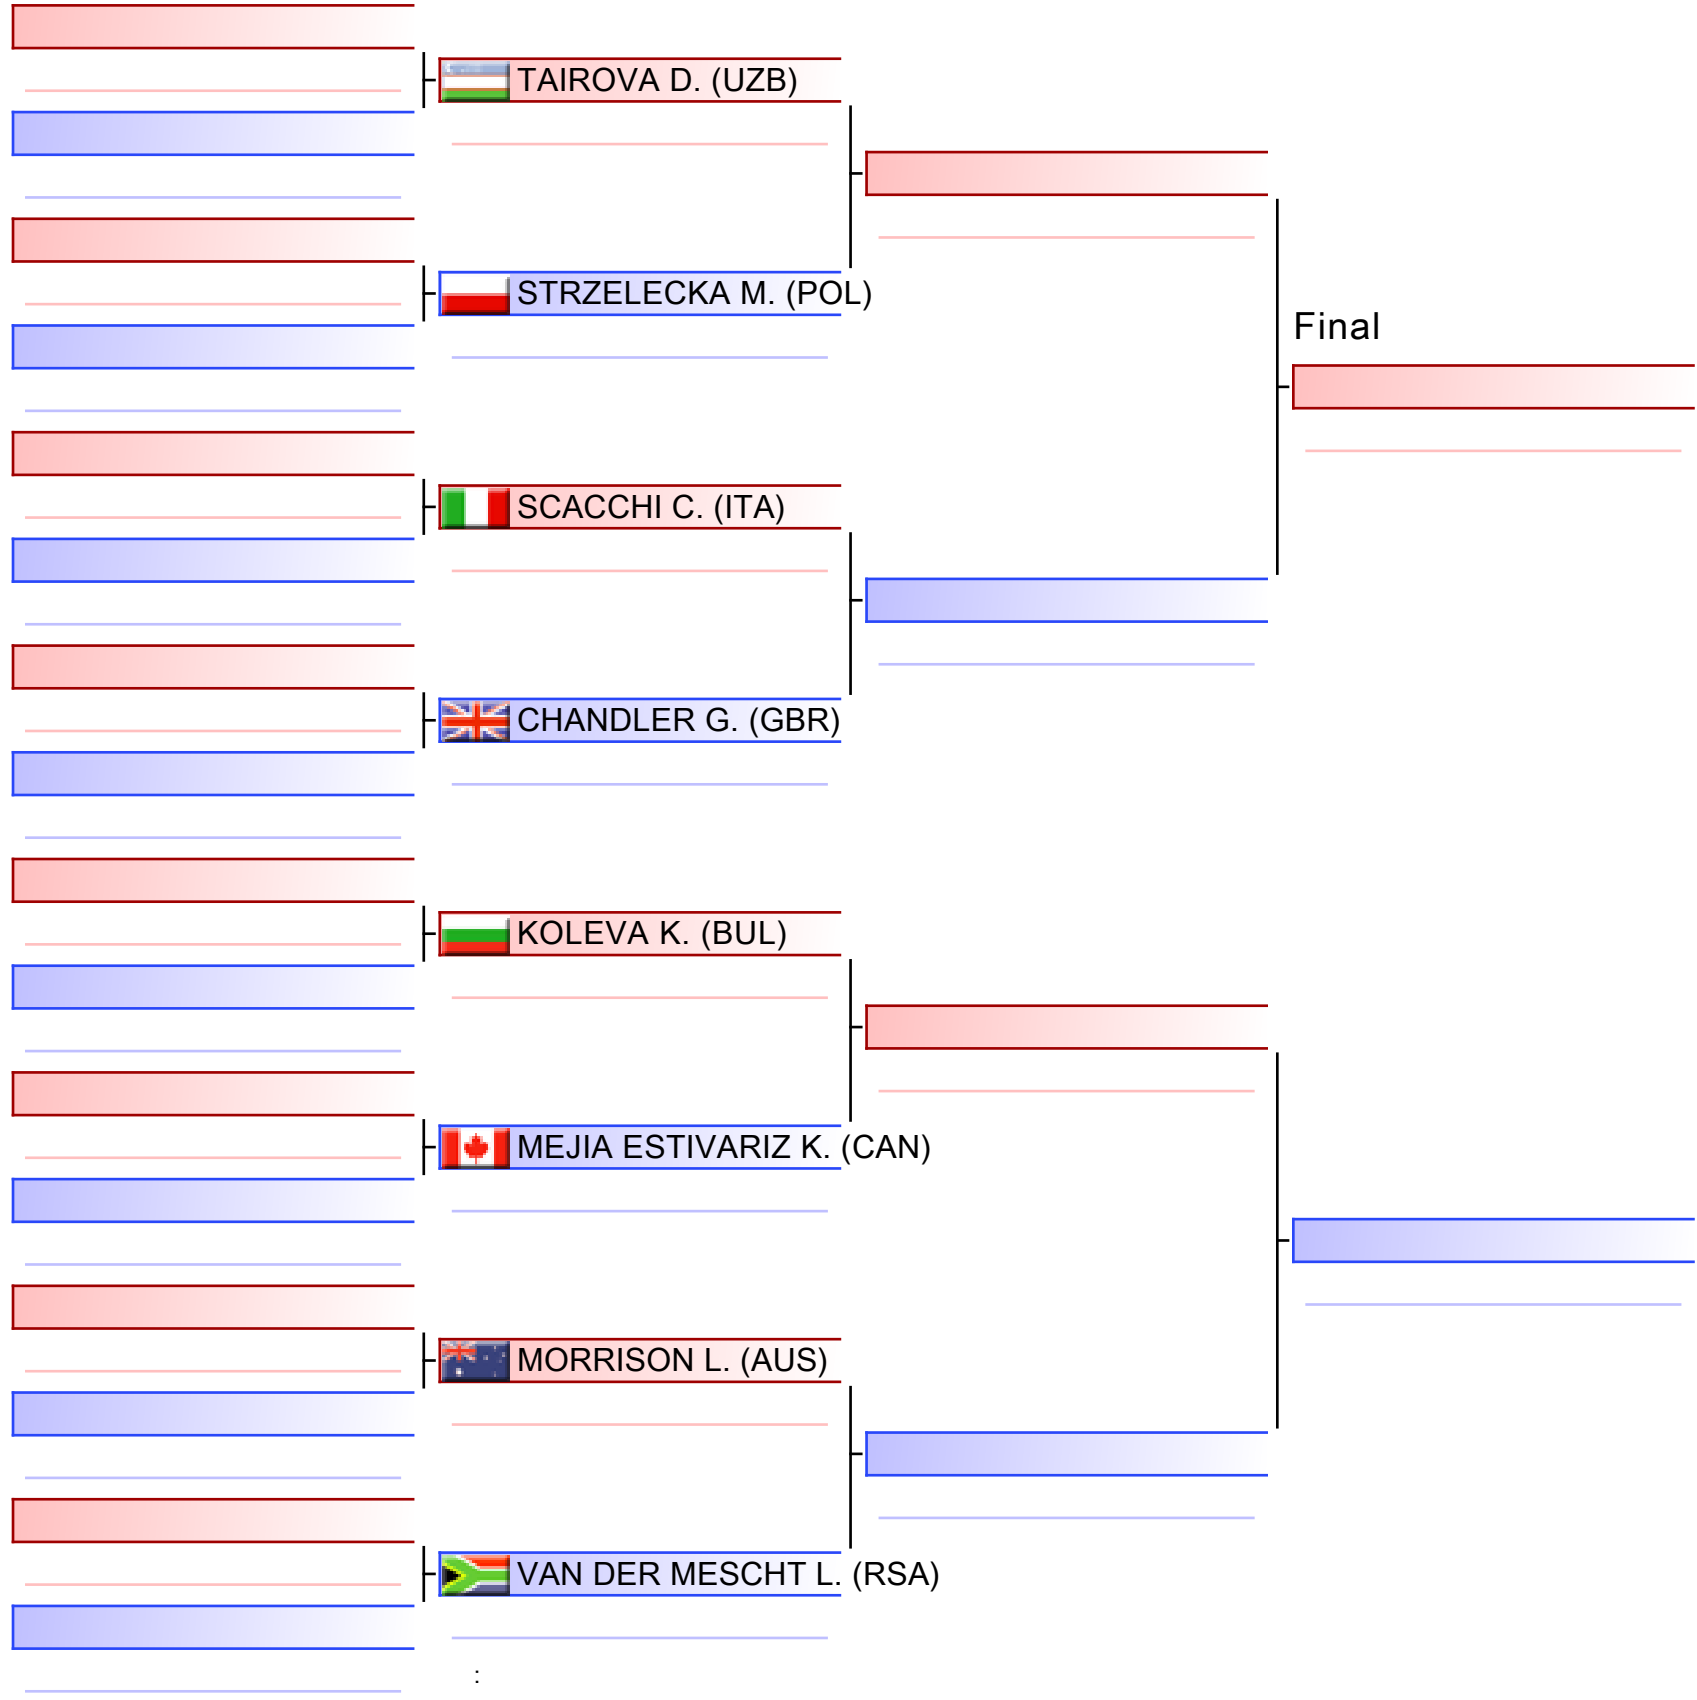 TAIROVA D. (UZB)
STRZELECKA M. (POL)
Final
SCACCHI C. (ITA)
CHANDLER G. (GBR)
KOLEVA K. (BUL)
MEJIA ESTIVARIZ K. (CAN)
MORRISON L. (AUS)
VAN DER MESCHT L. (RSA)
: